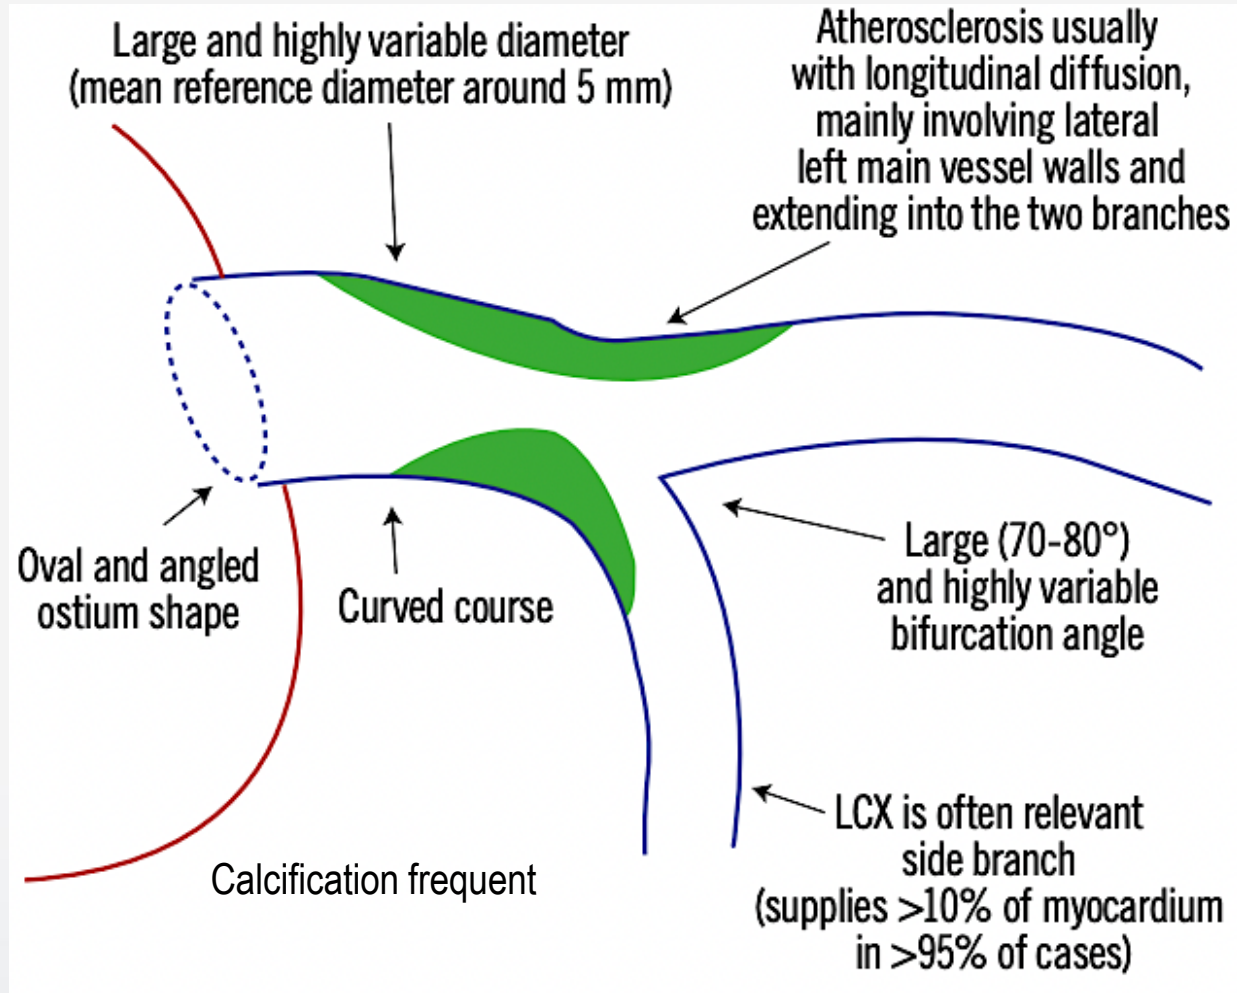 Large and highly variable diameter
(mean reference diameter around 5 mm)
Atherosclerosis usually
with longitudinal diffusion,
mainly involving lateral
left main vessel walls and
extending into the two branches
Oval and angled
ostium shape
Curved course
Large (70-80°)
and highly variable
bifurcation angle
LCX is often relevant
side branch
(supplies >10% of myocardium
in >95% of cases)
Calcification frequent